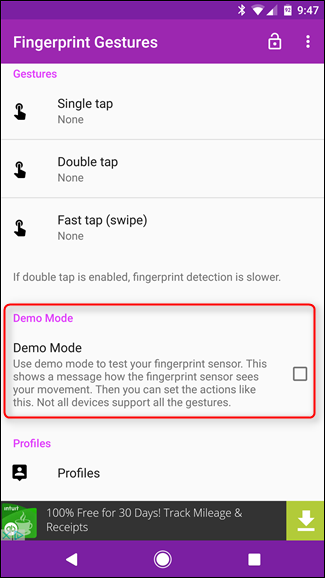 9:47
Fingerprint Gestures
Gestures
Single tap
None
Double tap
None
Fast tap (swipe)
None
If double tap is enabled, fingerprint detection is slower.
Demo Mode
Demo Mode
Use demo mode to test your fingerprint sensor. This
shows a message how the fingerprint sensor sees
your movement. Then you can set the actions like
this. Not all devices support all the gestures.
Profiles
Profiles
intuit
100% Free for 30 Days! Track Mileage &
Receipts